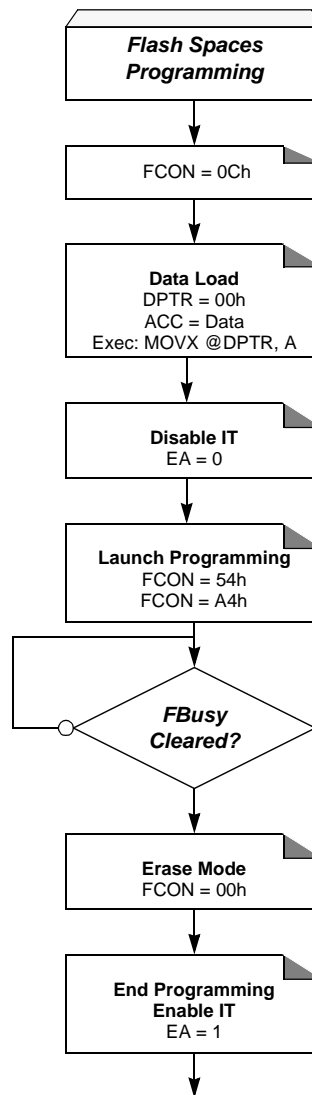 Flash Spaces
Programming
FCON = 0Ch
Data Load
DPTR = 00h
ACC = Data
Exec: MOVX @DPTR, A
Disable IT
EA = 0
Launch Programming
FCON = 54h
FCON = A4h
FBusy
Cleared?
Erase Mode
FCON = 00h
End Programming
Enable IT
EA = 1